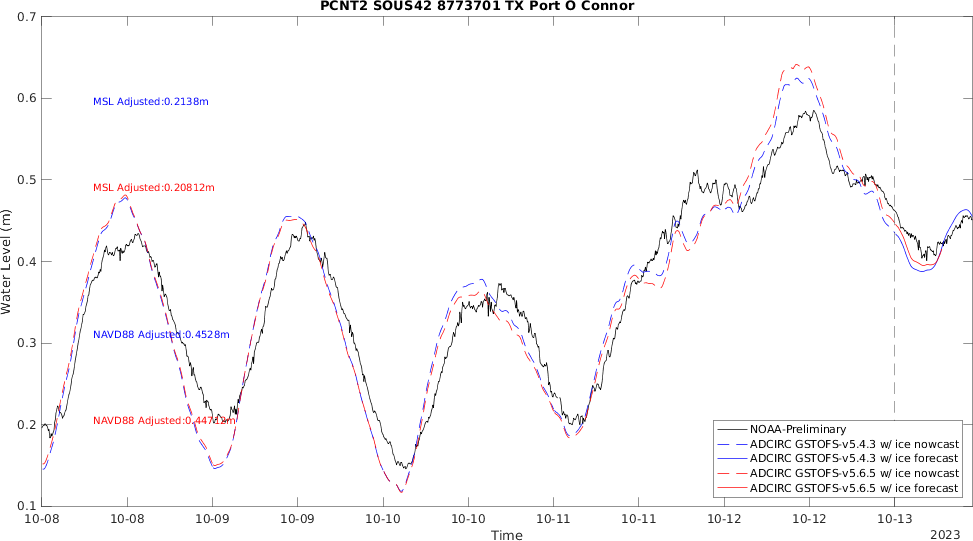 PCNT2 SOUS42 8773701 TX Port O Connor
0.7
0.6
0.5
0.4
0.3
0.2
0.1
Water Level (m)
MSL Adjusted:0.2138m
MSL Adjusted:0.20812m
NAVD88 Adjusted:0.4528m
NAVD88 Adjusted:0.44712m
NOAA-Preliminary
ADCIRC GSTOFS-v5.4.3 w/ ice nowcast
ADCIRC GSTOFS-v5.4.3 w/ ice forecast
ADCIRC GSTOFS-v5.6.5 w/ ice nowcast
ADCIRC GSTOFS-v5.6.5 w/ ice forecast
10-08 10-08 10-09 10-09 10-10 10-10 10-11 10-11 10-12 10-12 10-13
Time
2023